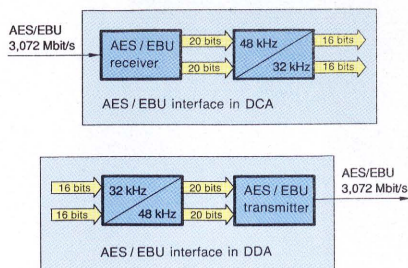 AES/EBU
3,072 Mbit/s
AES / EBU
receiver
20 bits
20 bits
48 kHz
32 kHz
16 bits
16 bits
AES / EBU interface in DCA
16 bits
16 bits
32 kHz
48 kHz
20 bits
20 bits
AES / EBU
transmitter
AES/EBU
3,072 Mbit/s
AES / EBU interface in DDA